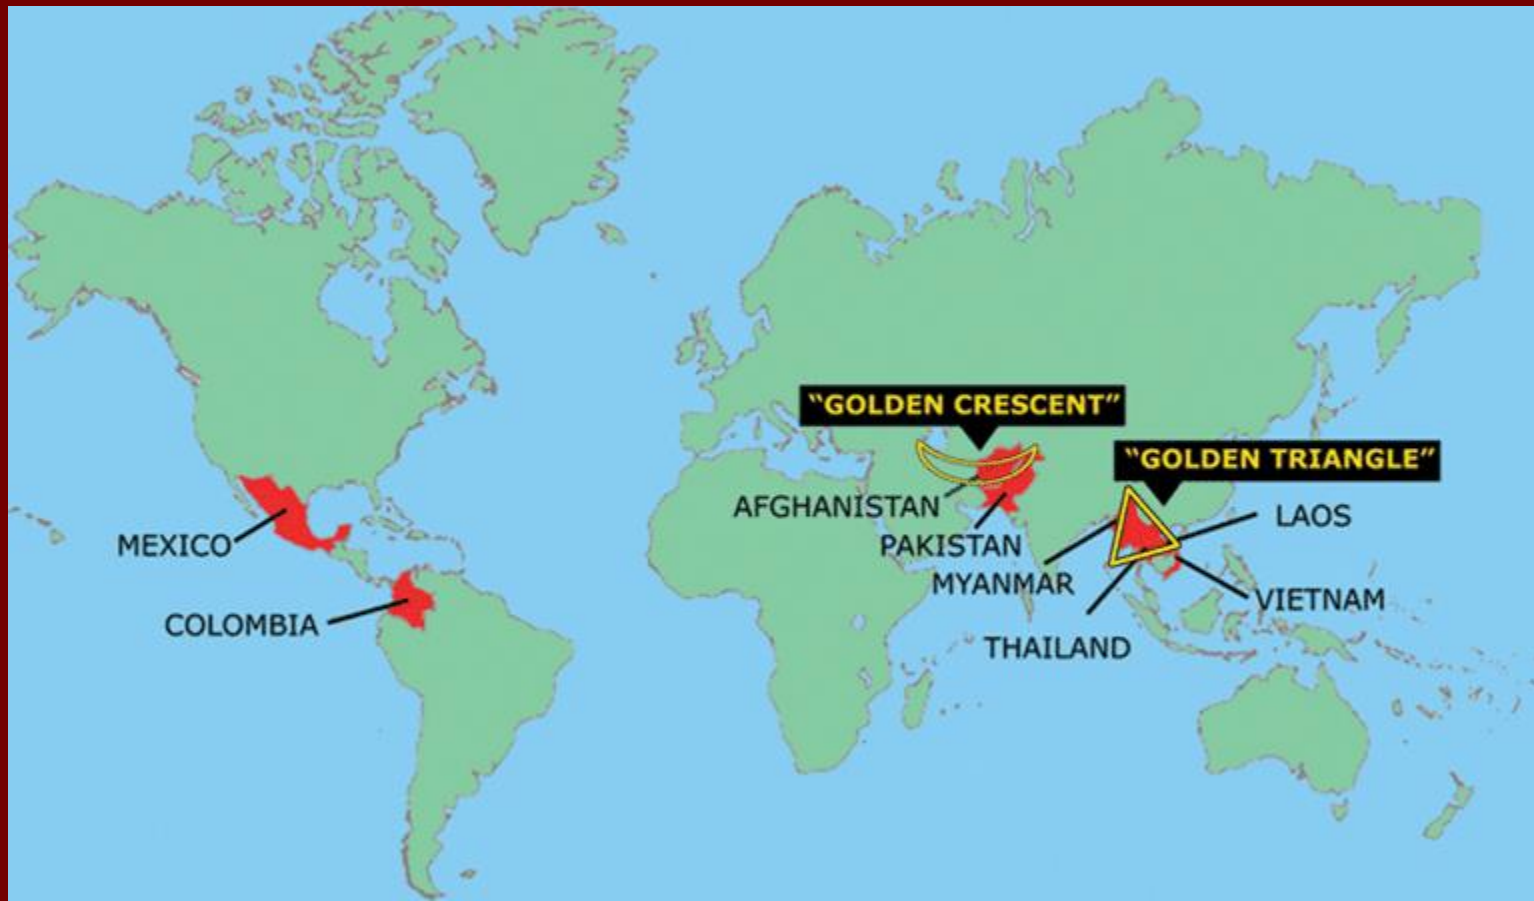 “GOLDEN CRESCENT”
“GOLDEN TRIANGLE”
AFGHANISTAN
LAOS
MEXICO
PAKISTAN
MYANMAR
VIETNAM
COLOMBIA
THAILAND